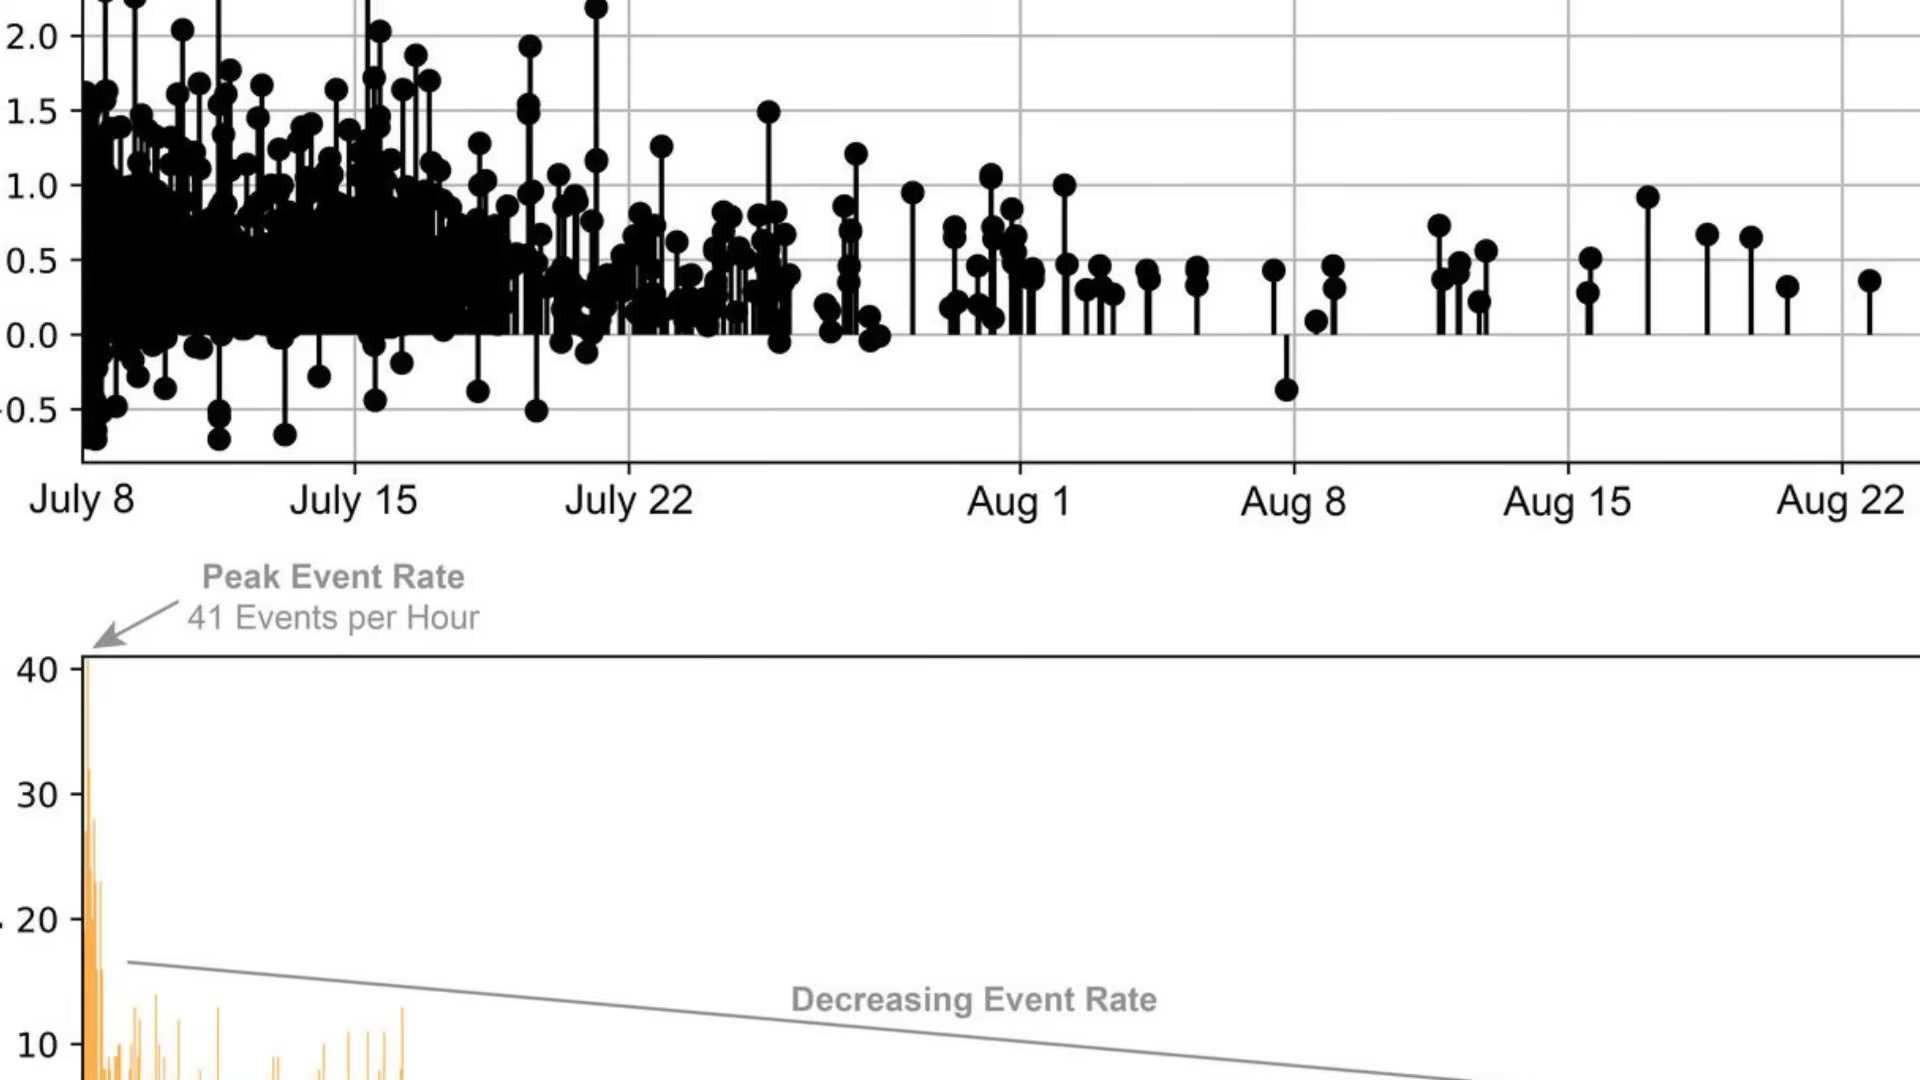 2.0
1.5
1.0
0.5
0.0
-0.5
July 8 July 15 July 22 Aug 1 Aug 8 Aug 15 Aug 22
Peak Event Rate
41 Events per Hour
40
30
20
Decreasing Event Rate
10